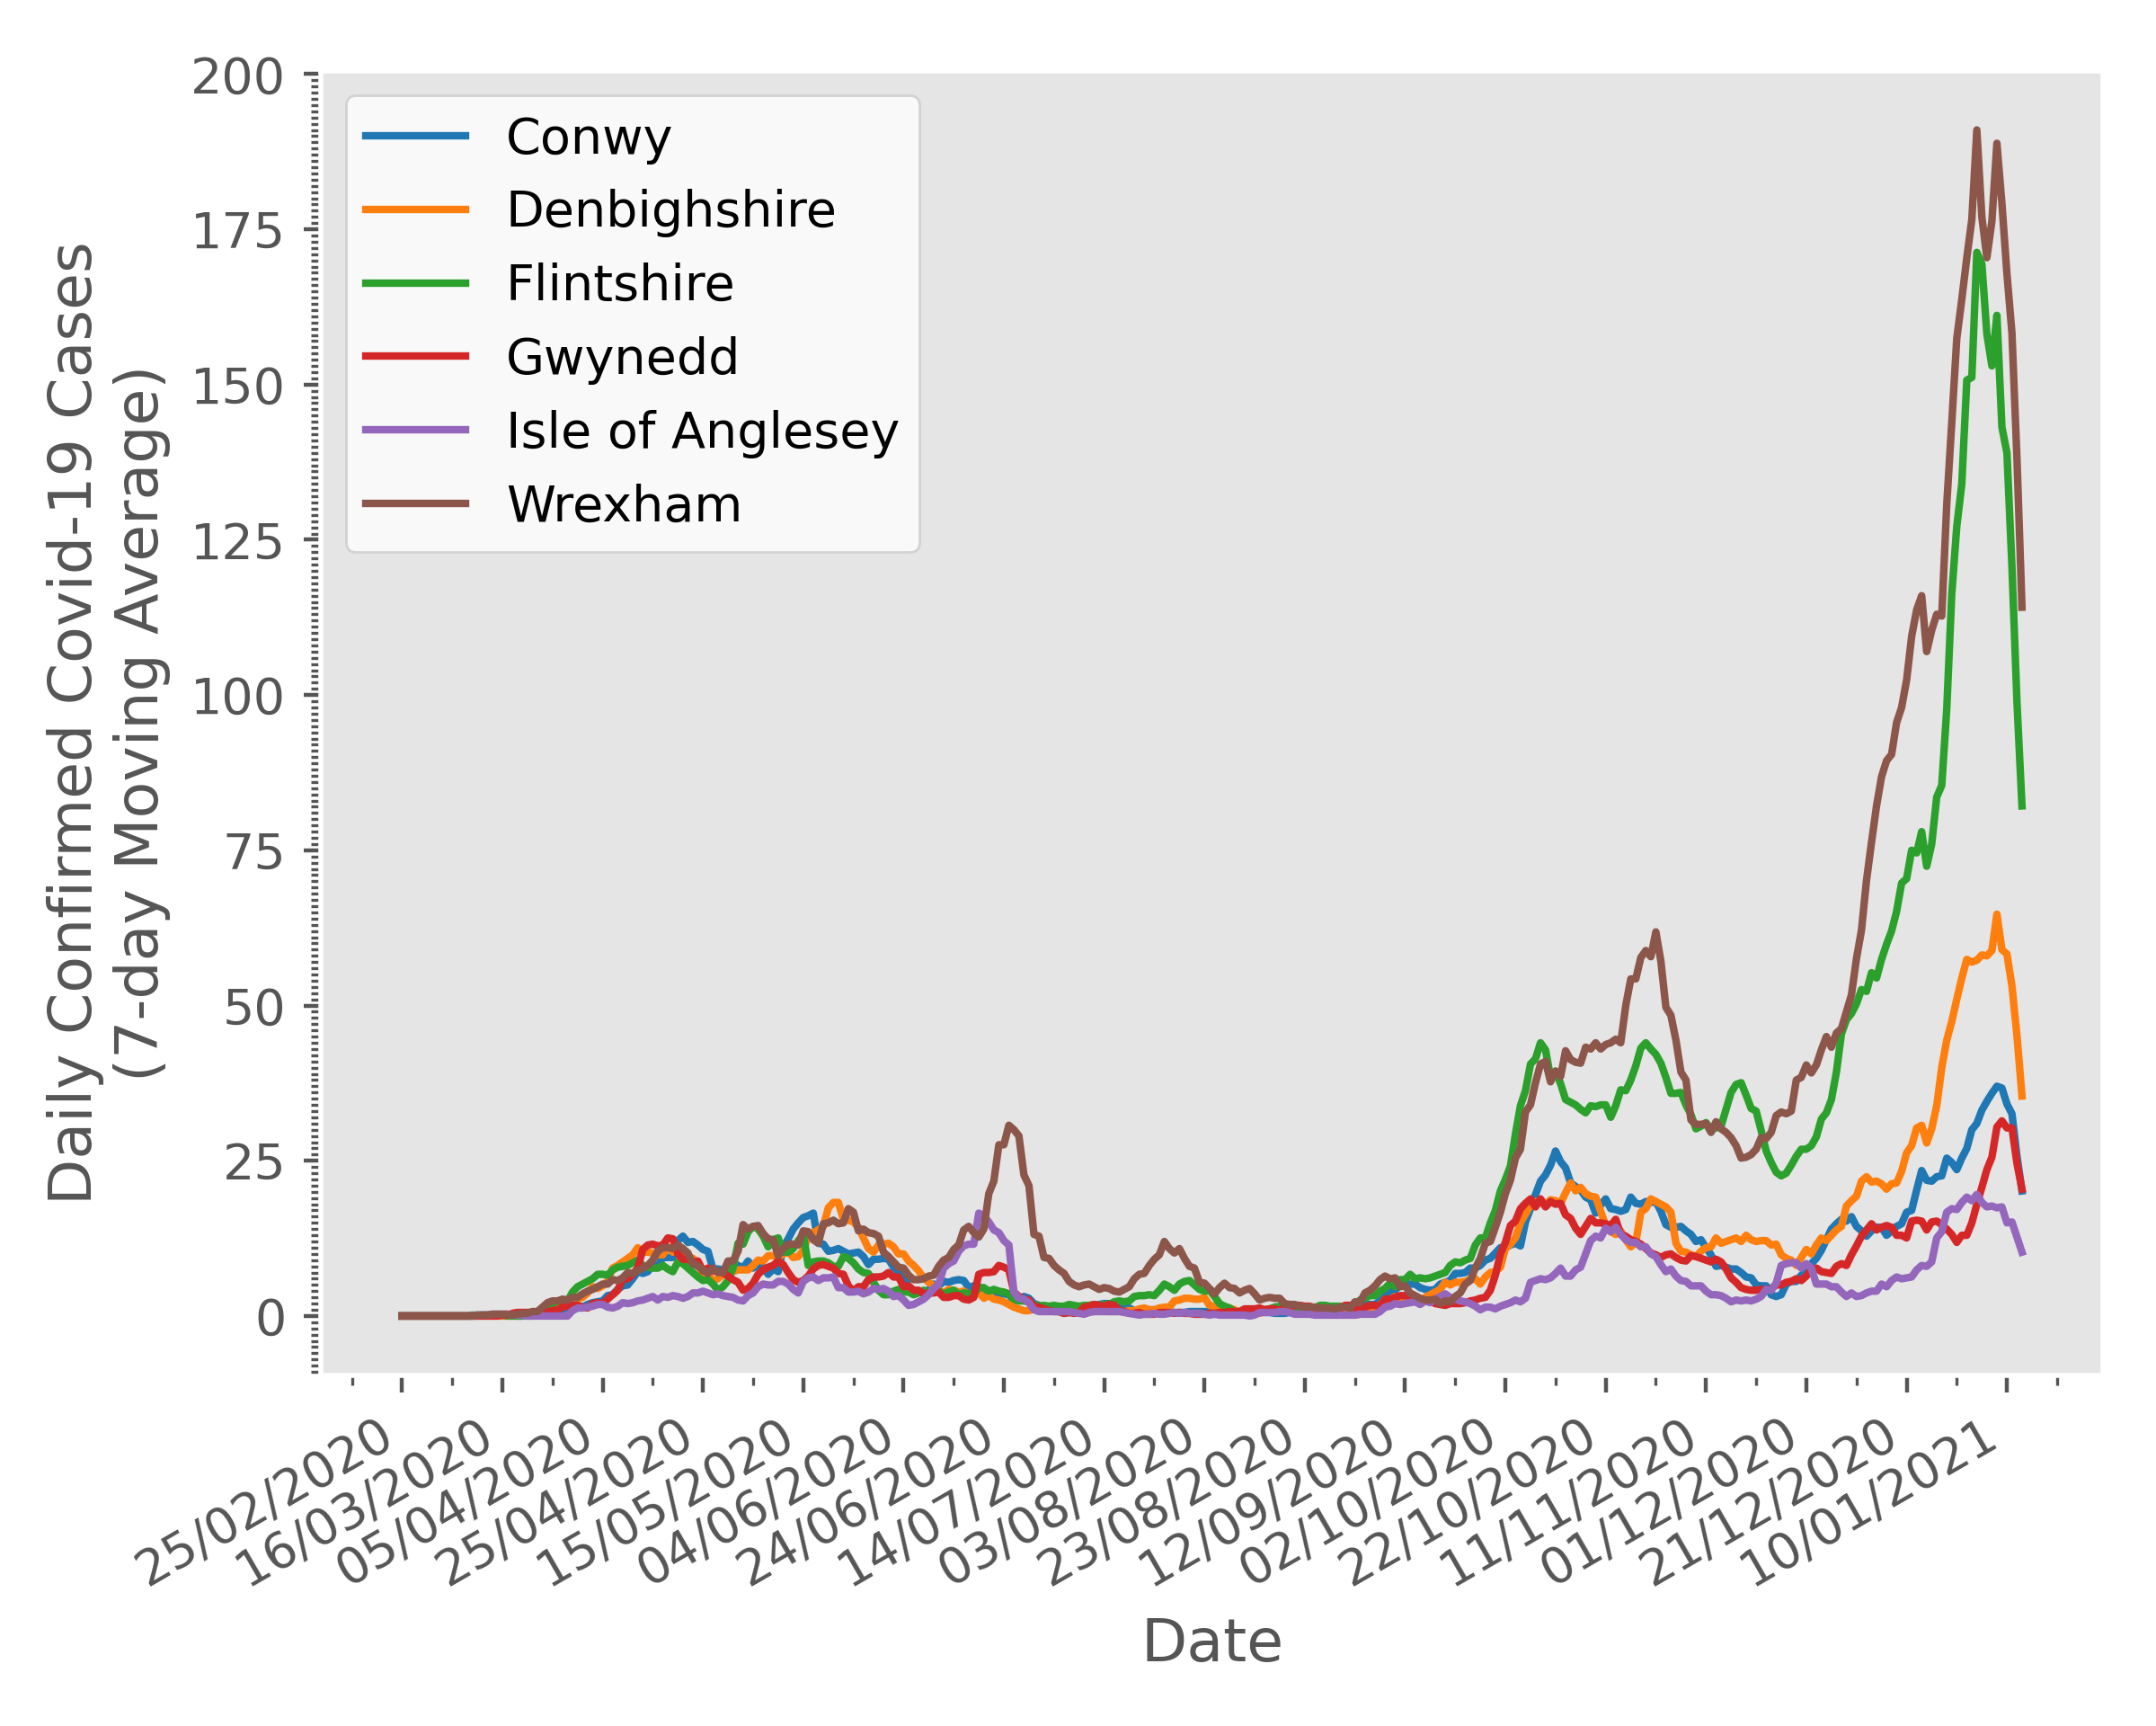 Daily Confirmed Covid-19 Cases
(7-day Moving Average)
200
175
150
125
100
75
50
25
0
Conwy
Denbighshire
Flintshire
Gwynedd
Isle of Anglesey
Wrexham
25/02/2020
16/03/2020
05/04/2020
25/04/2020
15/05/2020
04/06/2020
24/06/2020
14/07/2020
03/08/2020
23/08/2020
12/09/2020
02/10/2020
22/10/2020
11/11/2020
01/12/2020
21/12/2020
10/01/2021
Date